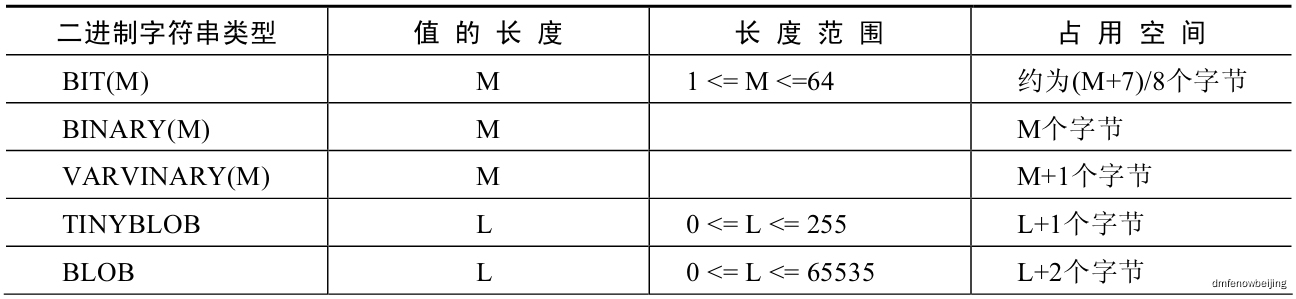 二进制字符串类型 值的长度 长度范围 占用空间
BIT(M) M 1 <= M <=64 约为(M+7)/8个字节
BINARY(M) M M个字节
VARVINARY(M) M M+1个字节
TINYBLOB L 0 <= L <= 255 L+1个字节
BLOB L 0 <= L <= 65535 L+2个字节
dmfenowbeijing